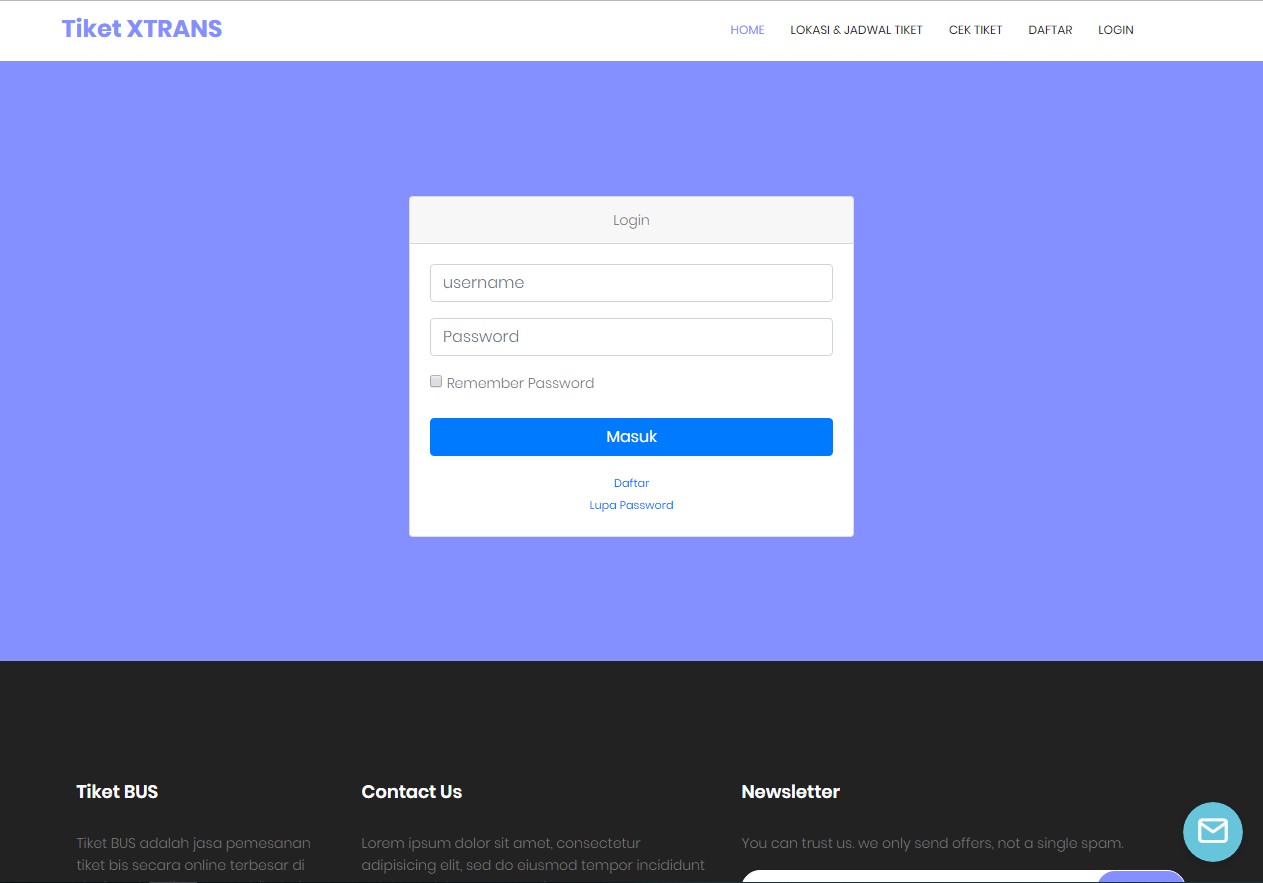 Tiket XTRANS
HOME LOKASI & JADWAL TIKET CEK TIKET DAFTAR LOGIN
Login
username
Password
Remember Password
Masuk
Daftar
Lupa Password
Tiket BUS
Tiket BUS adalah jasa pemesanan
tiket bis secara online terbesar di
Contact Us
Lorem ipsum dolor sit amet, consectetur
adipisicing elit, sed do eiusmod tempor incididunt
Newsletter
You can trust us. we only send offers, not a single spam.